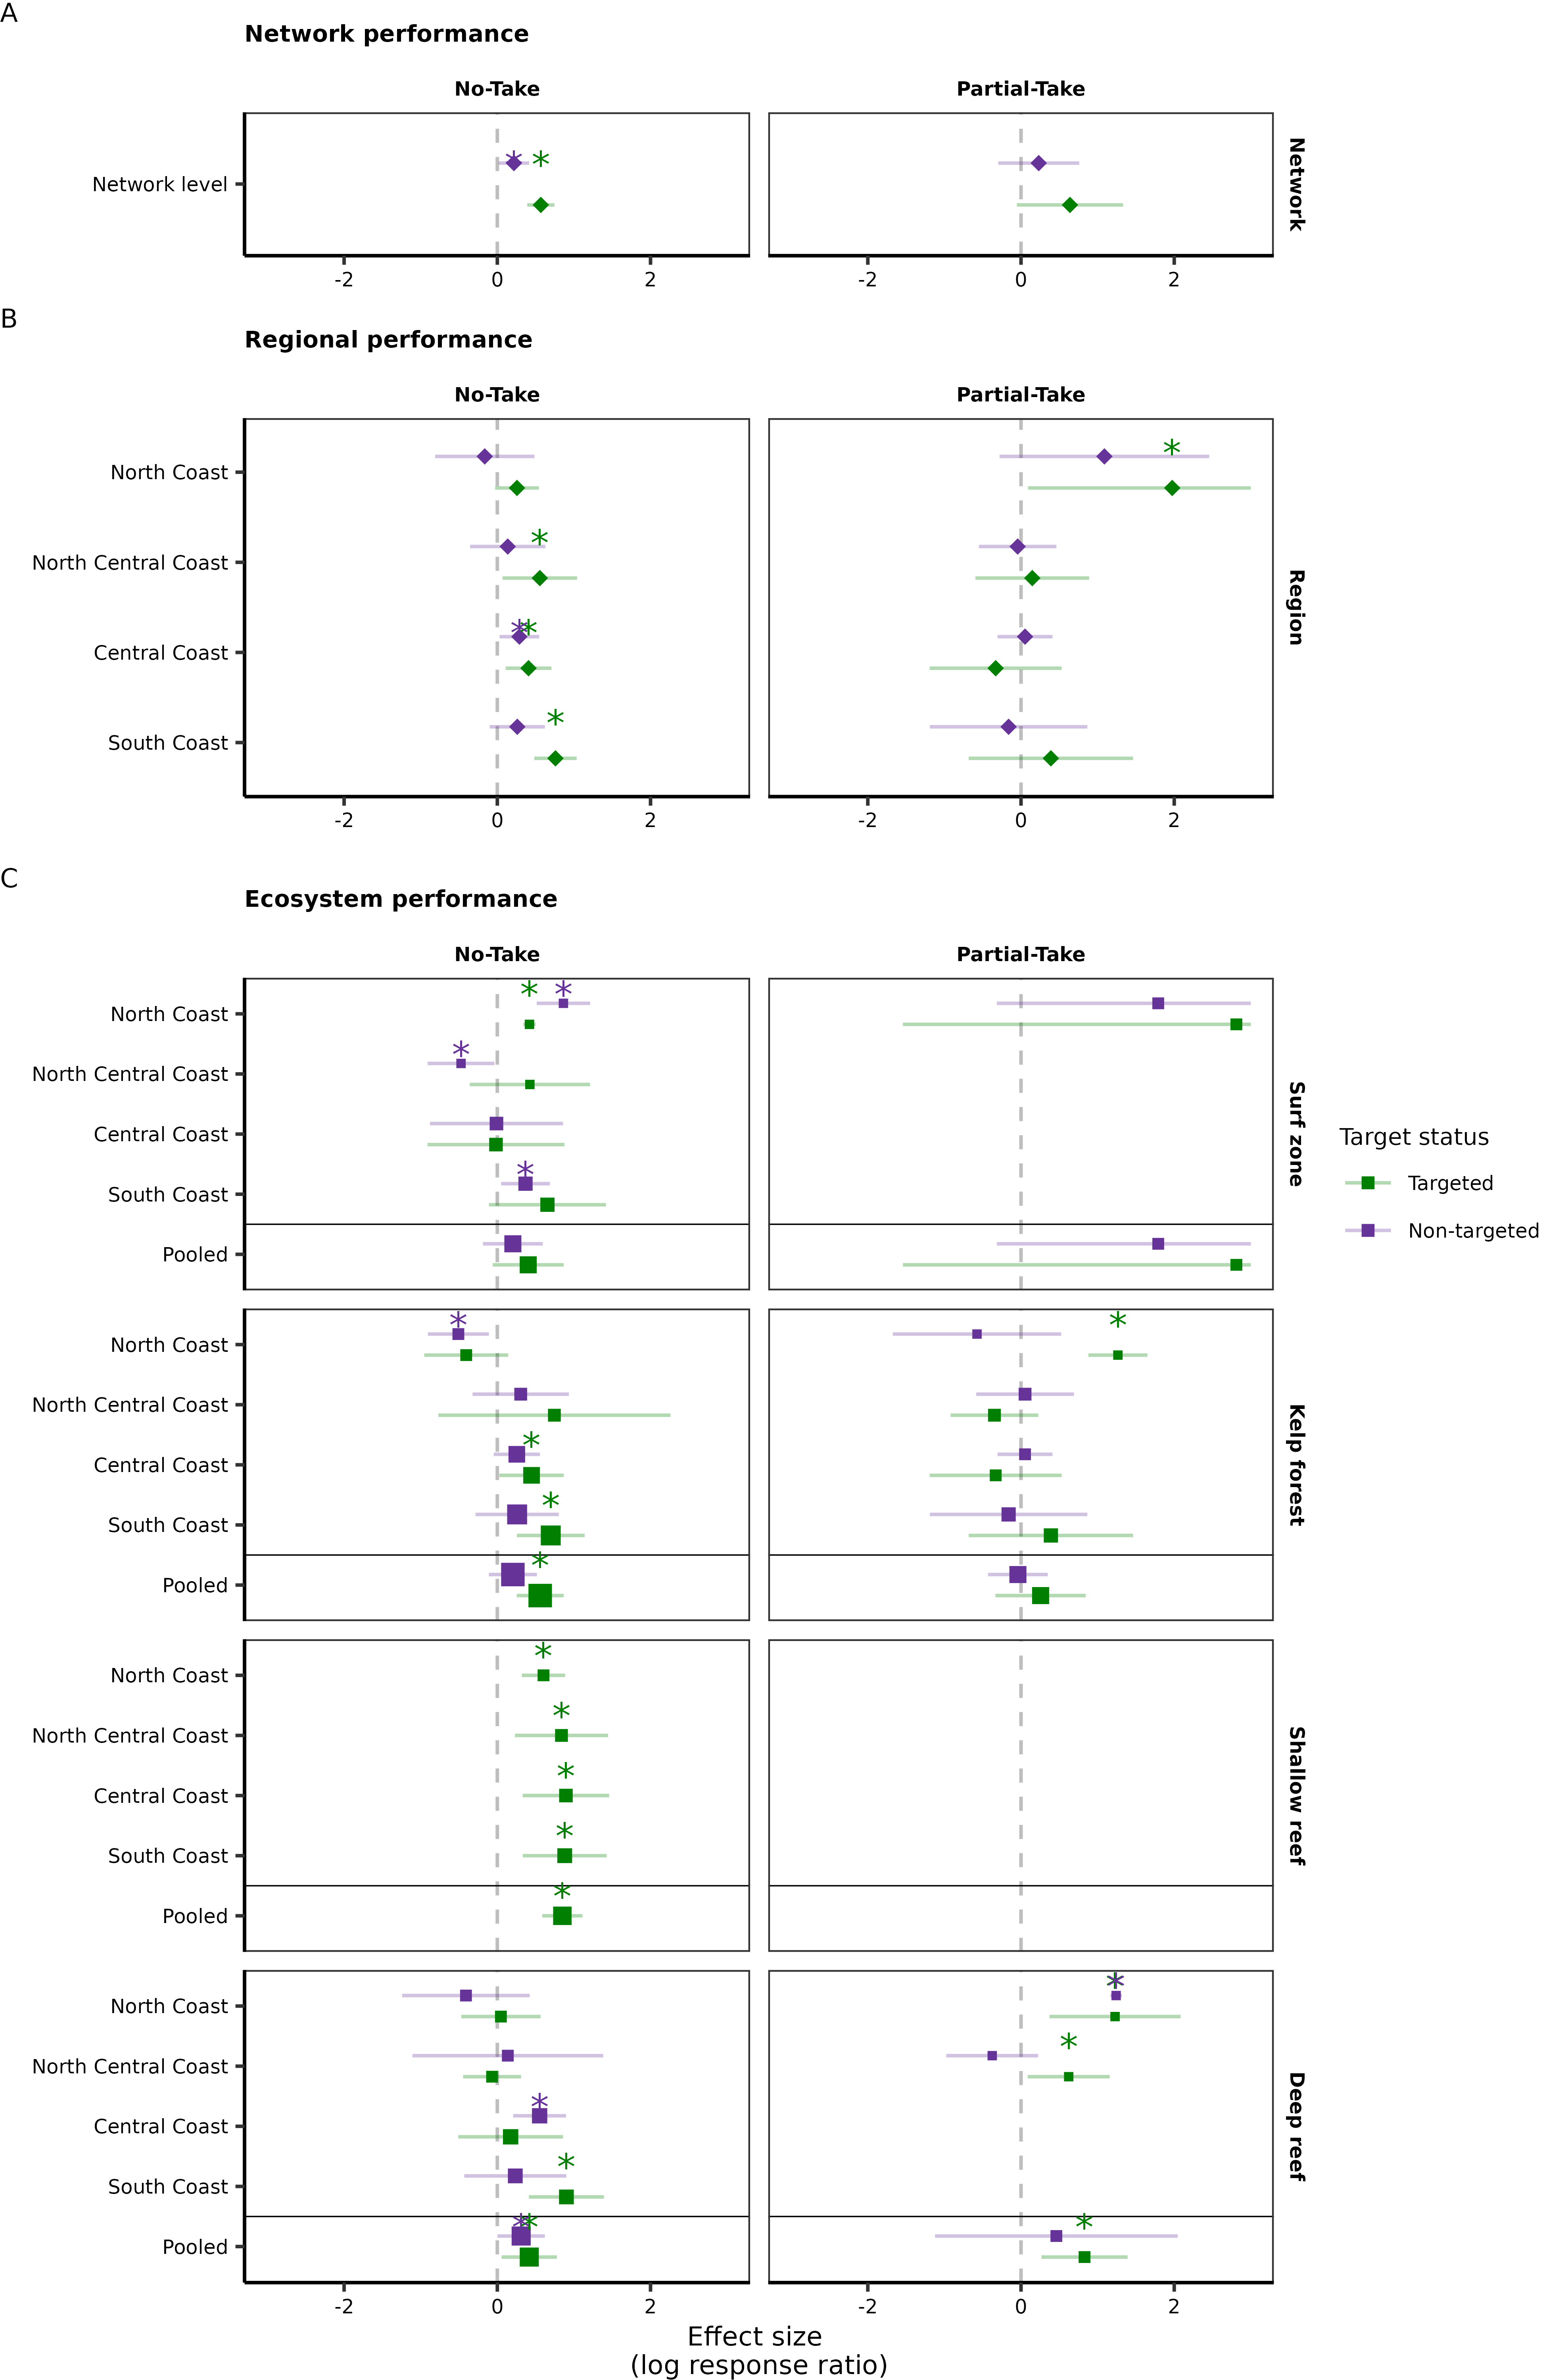 A
Network performance
No-Take
Partial-Take
Network level
Network
-2 0 2
-2 0 2
B
Regional performance
No-Take
Partial-Take
North Coast
North Central Coast
Central Coast
South Coast
Region
-2 0 2
-2 0 2
C
Ecosystem performance
No-Take
Partial-Take
North Coast
North Central Coast
Central Coast
South Coast
Pooled
Surf zone
Target status
Targeted
Non-targeted
North Coast
North Central Coast
Central Coast
South Coast
Pooled
Kelp forest
North Coast
North Central Coast
Central Coast
South Coast
Pooled
Shallow reef
North Coast
North Central Coast
Central Coast
South Coast
Pooled
Deep reef
-2 0 2
-2 0 2
Effect size
(log response ratio)